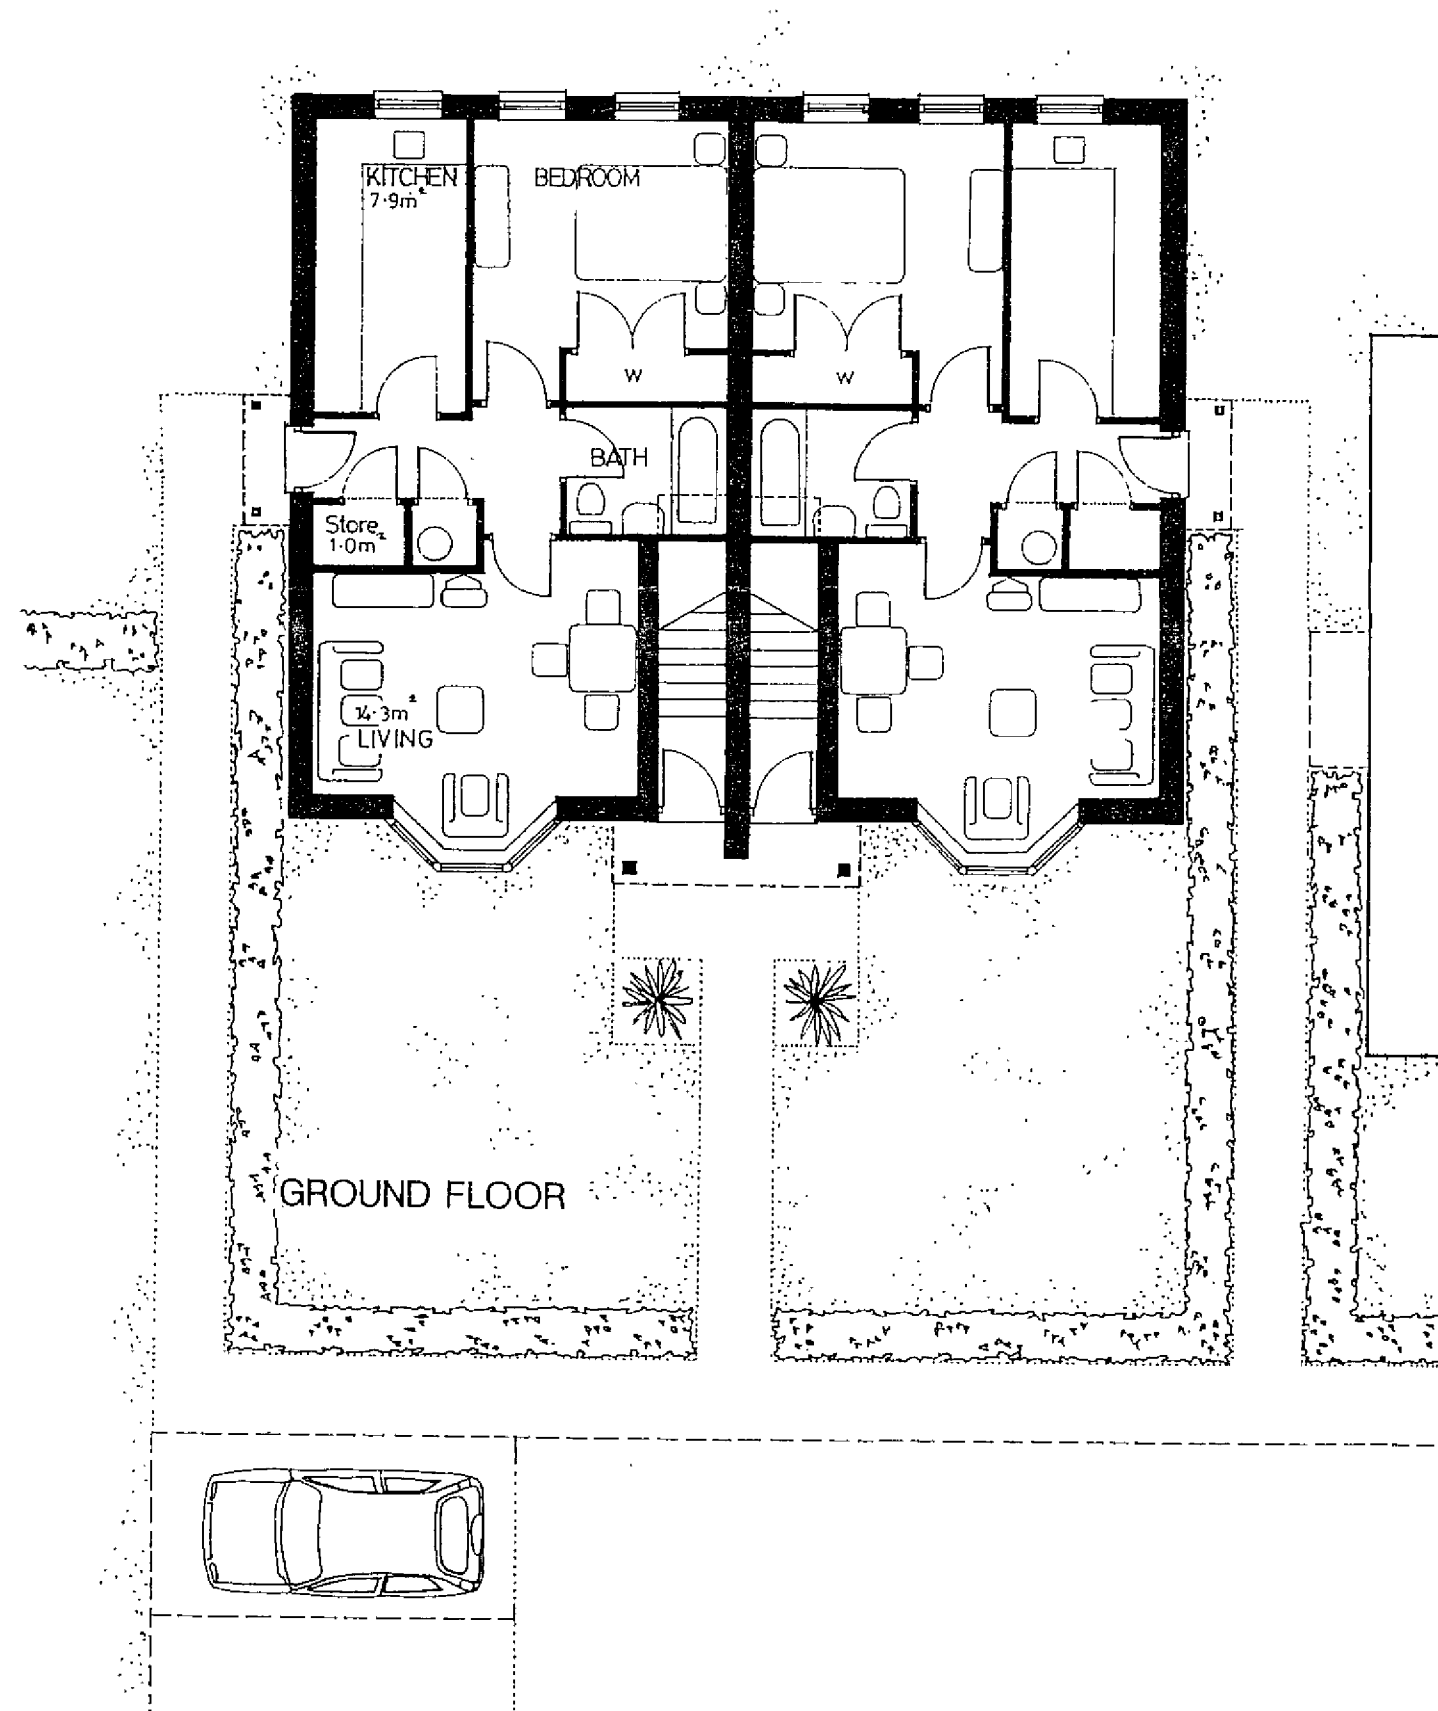 KITCHEN
7·9m²
BEDROOM
W
W
BATH
Store
1·0m²
14·3m²
LIVING
GROUND FLOOR